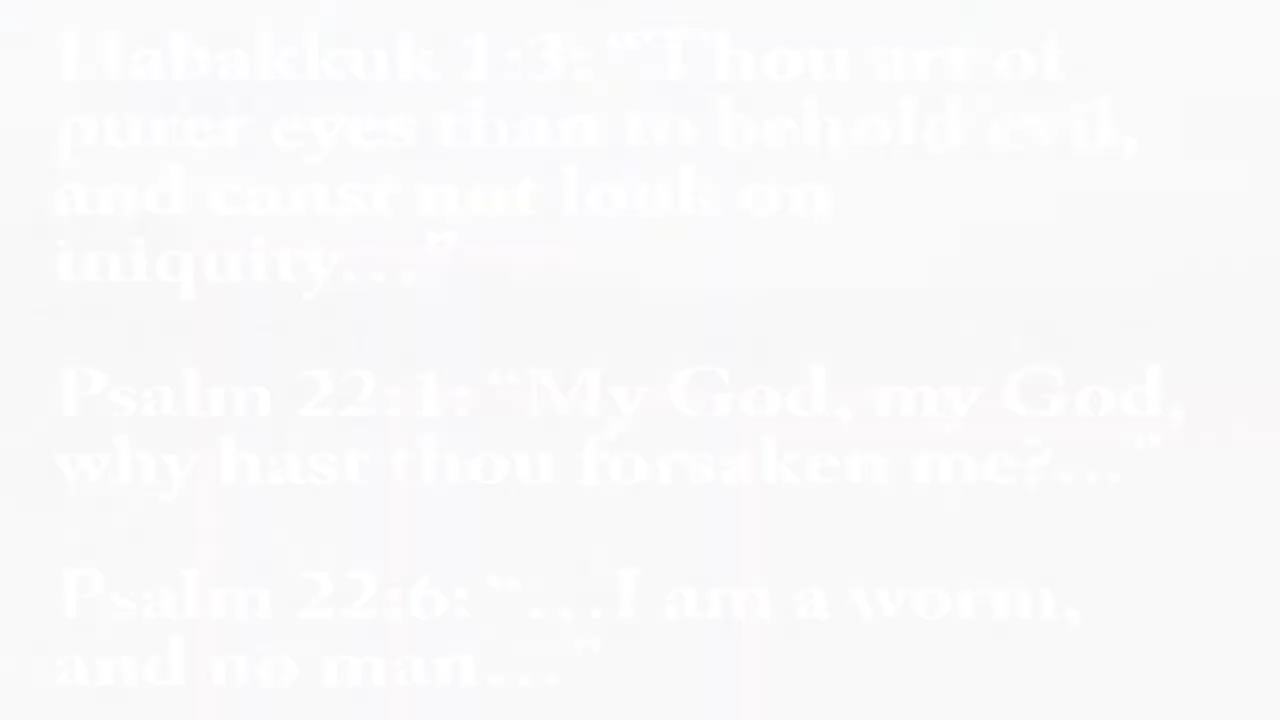 Habakkuk 1:3: “Thou art of
purer eyes than to behold evil,
and canst not look on
iniquity…”
Psalm 22:1: “My God, my God,
why hast thou forsaken me?…”
Psalm 22:6: “…I am a worm,
and no man…”